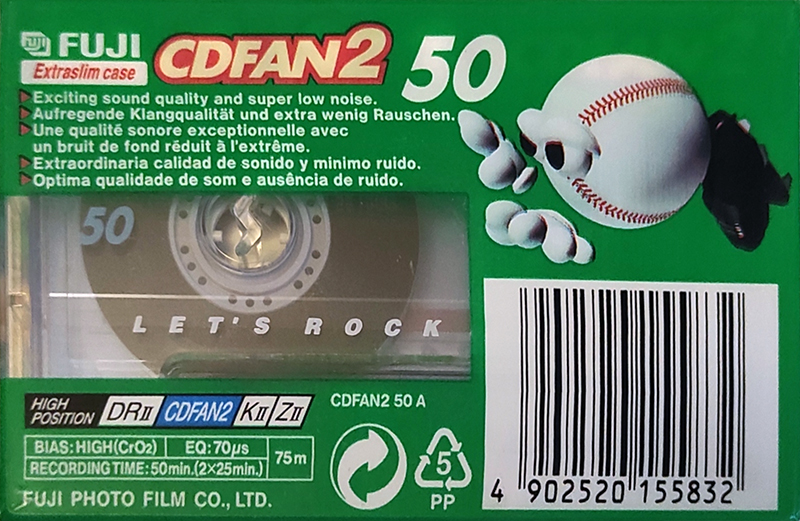 FUJI
FUJI
Extraslim case
CDFAN2 50
Exciting sound quality and super low noise.
Aufregende Klangqualität und extra wenig Rauschen.
Une qualité sonore exceptionnelle avec
un bruit de fond réduit à l'extrême.
Extraordinaria calidad de sonido y minimo ruido.
Optima qualidade de som e ausência de ruido.
50
LET'S ROCK
HIGH
POSITION
DRII CDFAN2 KII ZII
CDFAN2 50 A
BIAS:HIGH(CrO2) EQ:70µs
RECORDING TIME:50min.(2×25min.)
75m
5
PP
FUJI PHOTO FILM CO., LTD.
4 902520 155832